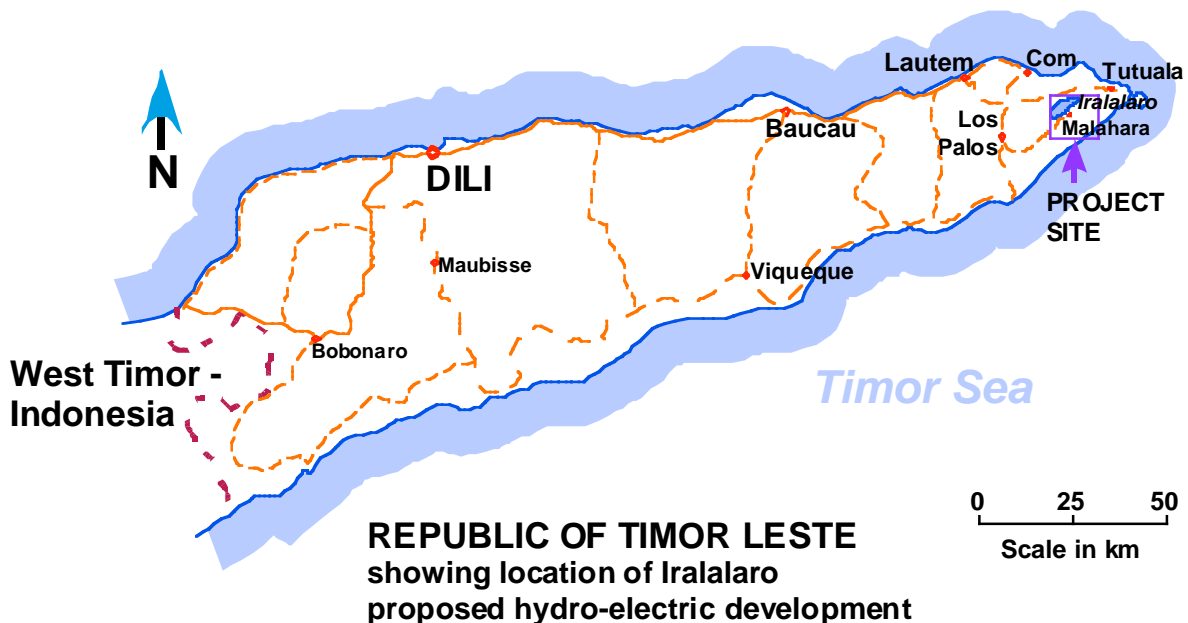 Lautem
Com
Tutuala
Iralalaro
Malahara
Los
Palos
Baucau
N
DILI
PROJECT
SITE
Maubisse
Viqueque
Bobonaro
West Timor -
Indonesia
Timor Sea
0 25 50
Scale in km
REPUBLIC OF TIMOR LESTE
showing location of Iralalaro
proposed hydro-electric development